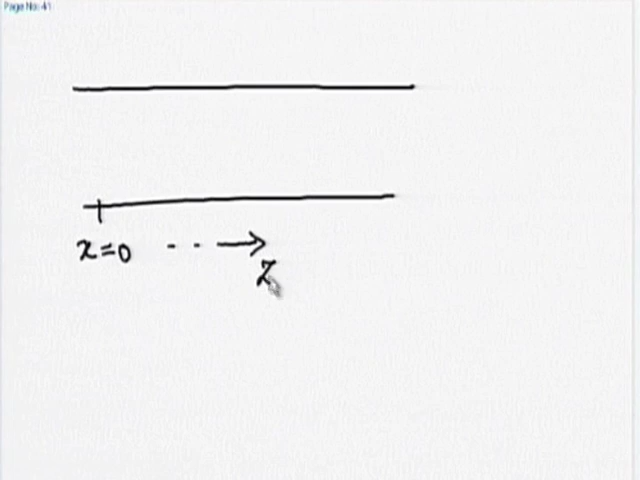 Page No: 41
x=0 - - →
Z